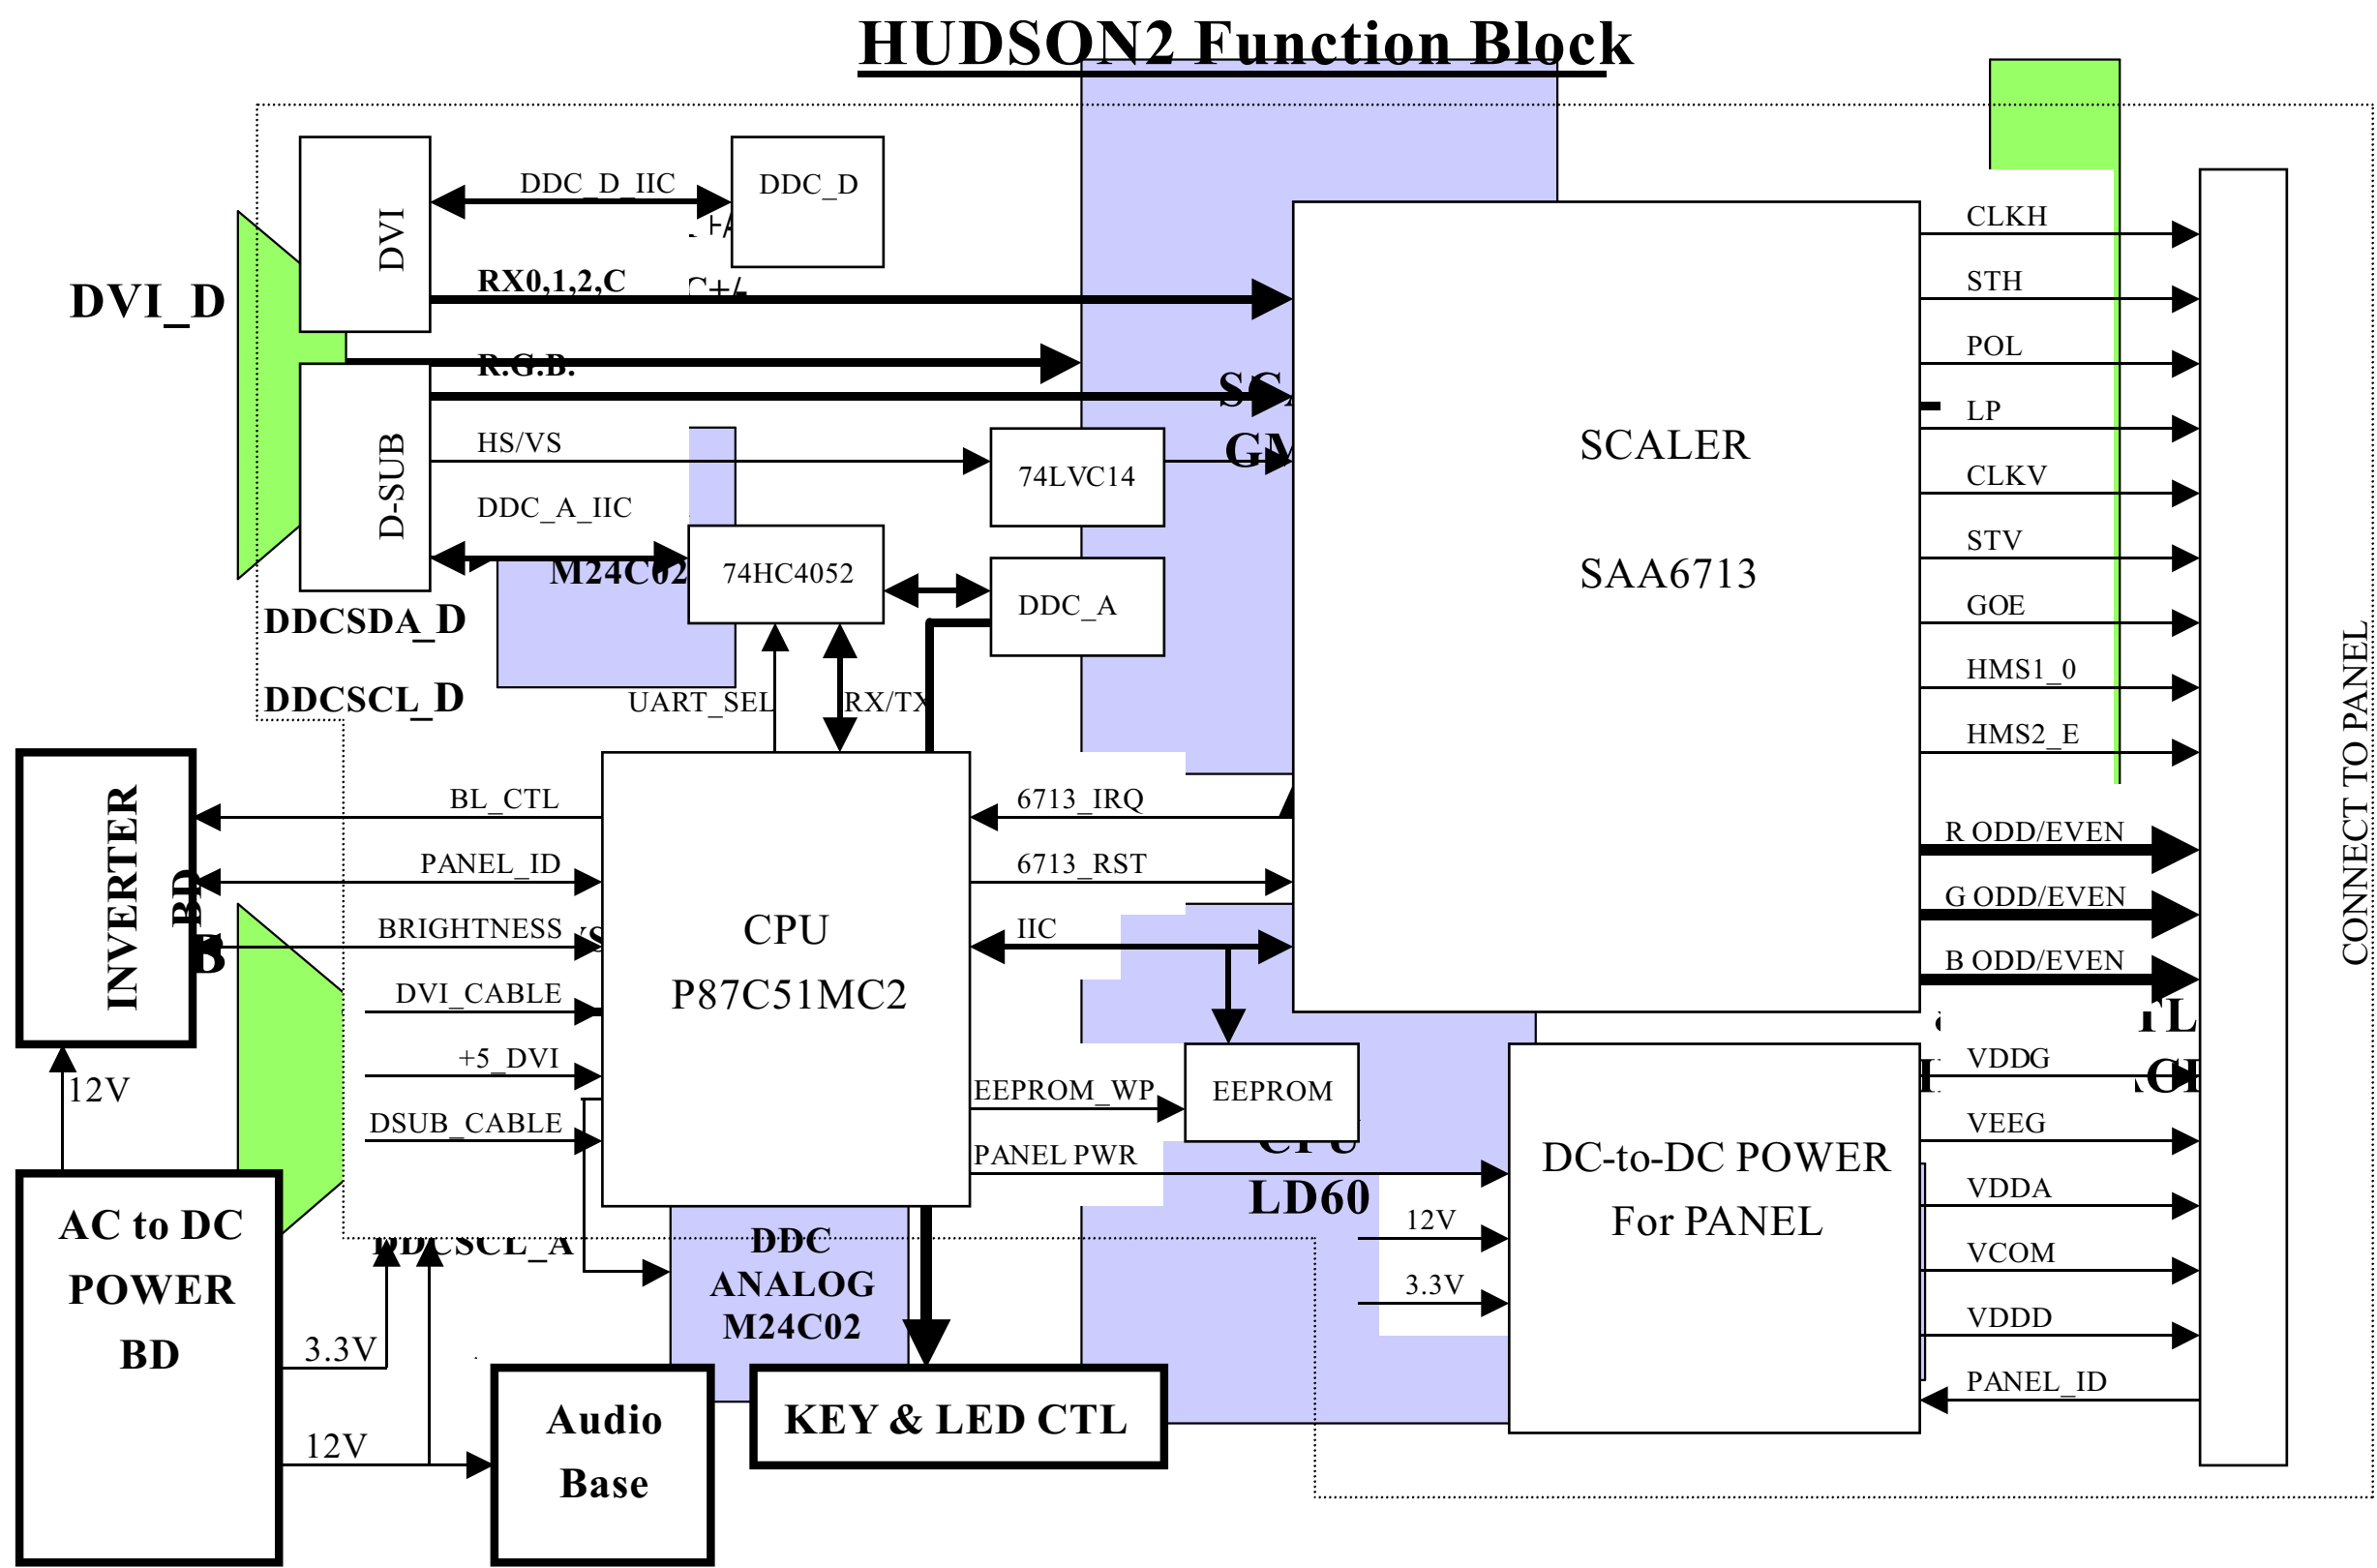 HUDSON2 Function Block
DVI
DDC_D_IIC
DDC_D
DVI_D
RX0,1,2,C
R.G.B.
D-SUB
HS/VS
74LVC14
DDC_A_IIC
M24C02
74HC4052
DDC_A
DDCSDA_D
DDCSCL_D
UART_SEL
RX/TX
SCALER
SAA6713
CLKH
STH
POL
LP
CLKV
STV
GOE
HMS1_0
HMS2_E
R ODD/EVEN
G ODD/EVEN
B ODD/EVEN
CONNECT TO PANEL
INVERTER
BD
BL_CTL
PANEL_ID
BRIGHTNESS
DVI_CABLE
+5_DVI
DSUB_CABLE
CPU
P87C51MC2
6713_IRQ
6713_RST
IIC
EEPROM_WP
EEPROM
PANEL PWR
CPU
LD60
12V
3.3V
DC-to-DC POWER
For PANEL
VDDG
VEEG
VDDA
VCOM
VDDD
PANEL_ID
12V
AC to DC
POWER
BD
3.3V
12V
DDCSCL_A
DDC
ANALOG
M24C02
Audio
Base
KEY & LED CTL